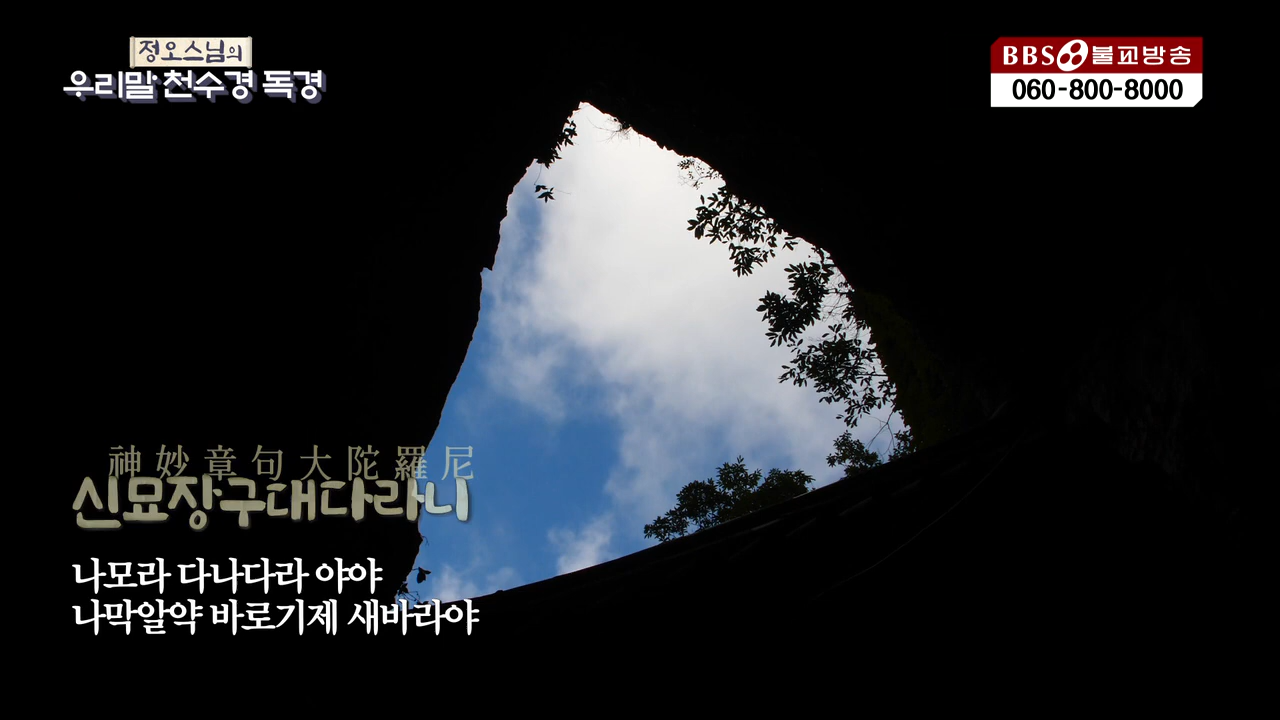 정오스님의
우리말 천수경 독경
BBS 불교방송
060-800-8000
神妙章句大陀羅尼
신묘장구대다라니
나모라 다나다라 야야
나막알약 바로기제 새바라야